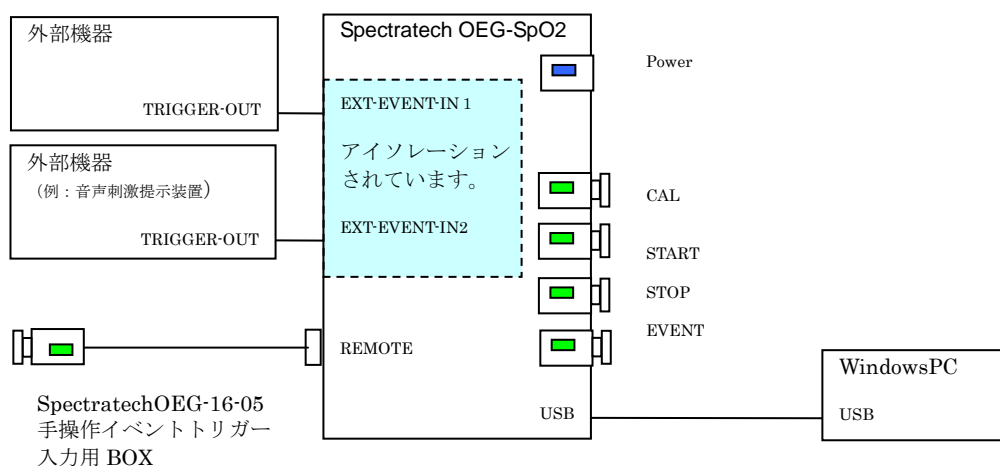 外部機器
TRIGGER-OUT
外部機器
(例：音声刺激提示装置)
TRIGGER-OUT
SpectratechOEG-16-05
手操作イベントトリガー
入力用 BOX
Spectratech OEG-SpO2
EXT-EVENT-IN 1
アイソレーション
されています。
EXT-EVENT-IN2
REMOTE
USB
Power
CAL
START
STOP
EVENT
WindowsPC
USB